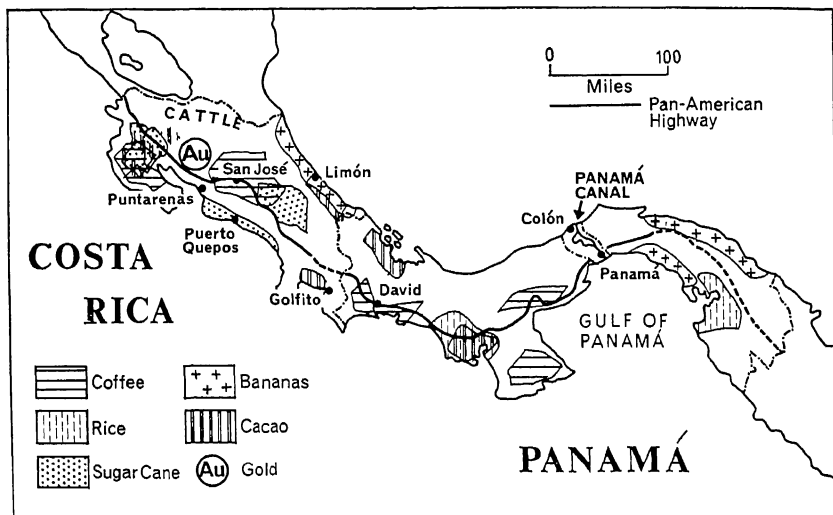 0 100
Miles
Pan-American
Highway
CATTLE
Au
San José
Limón
Puntarenas
Puerto
Quepos
PANAMÁ
CANAL
Colón
Panamá
COSTA
RICA
Golfito
David
GULF OF
PANAMÁ
Coffee
Bananas
Rice
Cacao
Sugar Cane
Au Gold
PANAMÁ